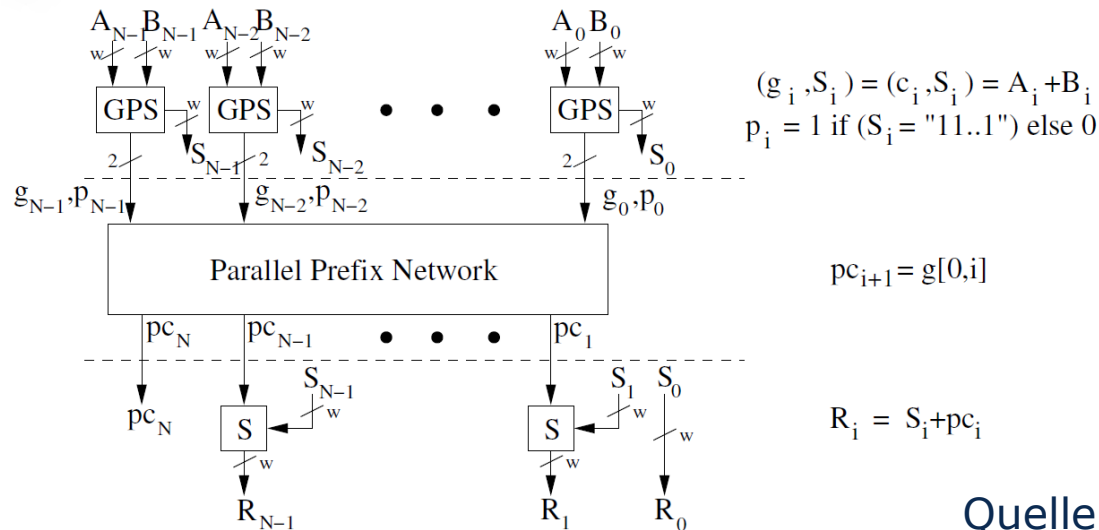 A_{N-1} B_{N-1} A_{N-2} B_{N-2} A_0 B_0
w w w w w w
GPS w GPS w • • • GPS w
(g_i ,S_i) = (c_i ,S_i) = A_i +B_i
p_i = 1 if (S_i = "11..1") else 0
2 S_{N-1} 2 S_{N-2} 2 S_0
g_{N-1},p_{N-1} g_{N-2},p_{N-2} g_0,p_0
Parallel Prefix Network
pc_{i+1} = g[0,i]
pc_N pc_{N-1} • • • pc_1
pc_N S_{N-1} S_1 S_0
S w S w w
R_i = S_i+pc_i
w w
R_{N-1} R_1 R_0
Quelle